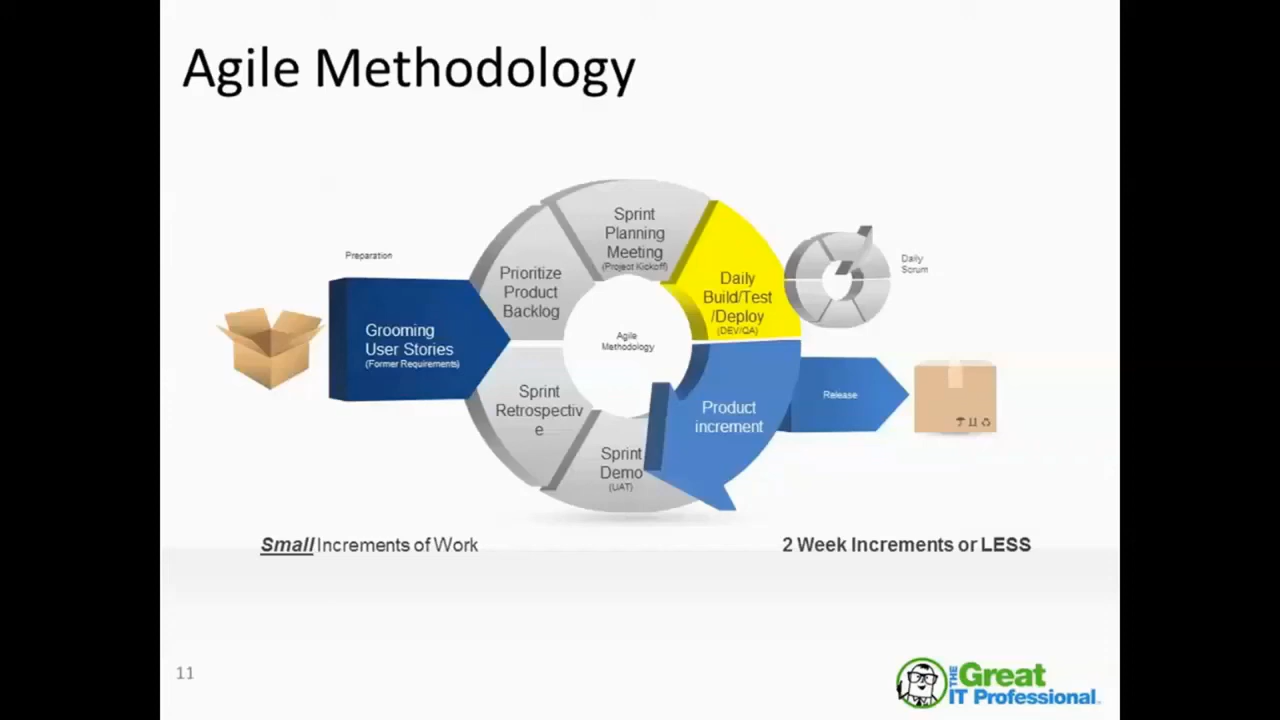 Agile Methodology
Preparation
Grooming
User Stories
(Former Requirements)
Prioritize
Product
Backlog
Sprint
Planning
Meeting
(Project Kickoff)
Daily
Build/Test
/Deploy
(DEV/QA)
Daily
Scrum
Agile
Methodology
Product
increment
Release
Sprint
Demo
(UAT)
Sprint
Retrospectiv
e
Small Increments of Work
2 Week Increments or LESS
11
THE
Great
IT Professional